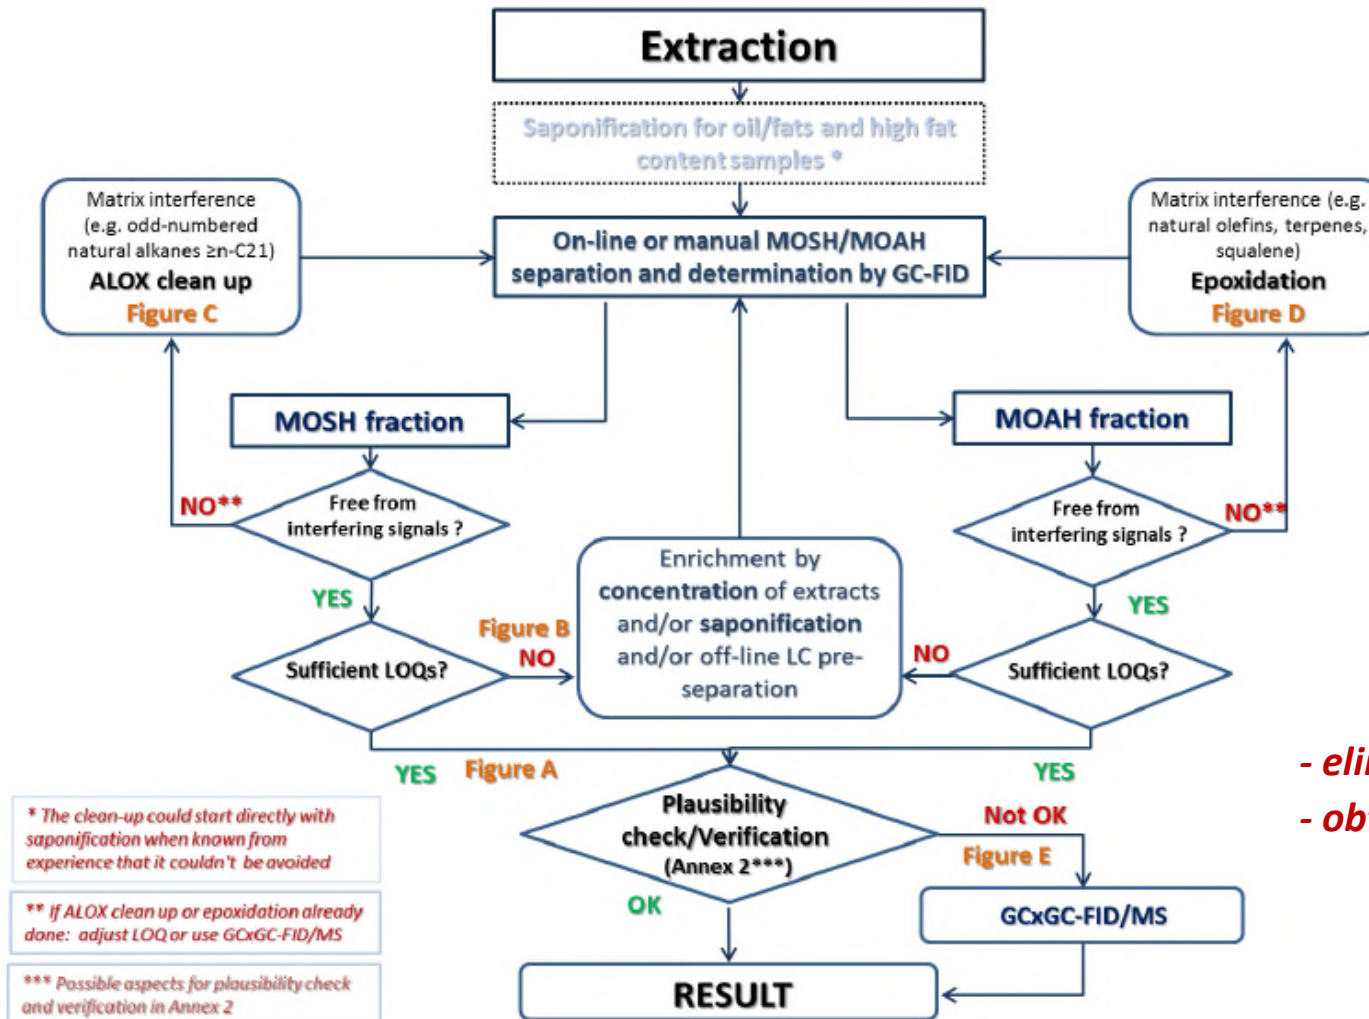 Extraction
Saponification for oil/fats and high fat
content samples *
Matrix interference
(e.g. odd-numbered
natural alkanes ≥n-C21)
ALOX clean up
Figure C
On-line or manual MOSH/MOAH
separation and determination by GC-FID
Matrix interference (e.g.
natural olefins, terpenes,
squalene)
Epoxidation
Figure D
MOSH fraction
MOAH fraction
NO**
Free from
interfering signals ?
Free from
interfering signals ?
NO**
YES
Enrichment by
concentration of extracts
and/or saponification
and/or off-line LC pre-
separation
YES
Sufficient LOQs?
Figure B
NO
NO
Sufficient LOQs?
YES
Figure A
YES
Plausibility
check/Verification
(Annex 2***)
Not OK
Figure E
OK
GCxGC-FID/MS
RESULT
* The clean-up could start directly with
saponification when known from
experience that it couldn't be avoided
** If ALOX clean up or epoxidation already
done: adjust LOQ or use GCxGC-FID/MS
*** Possible aspects for plausibility check
and verification in Annex 2